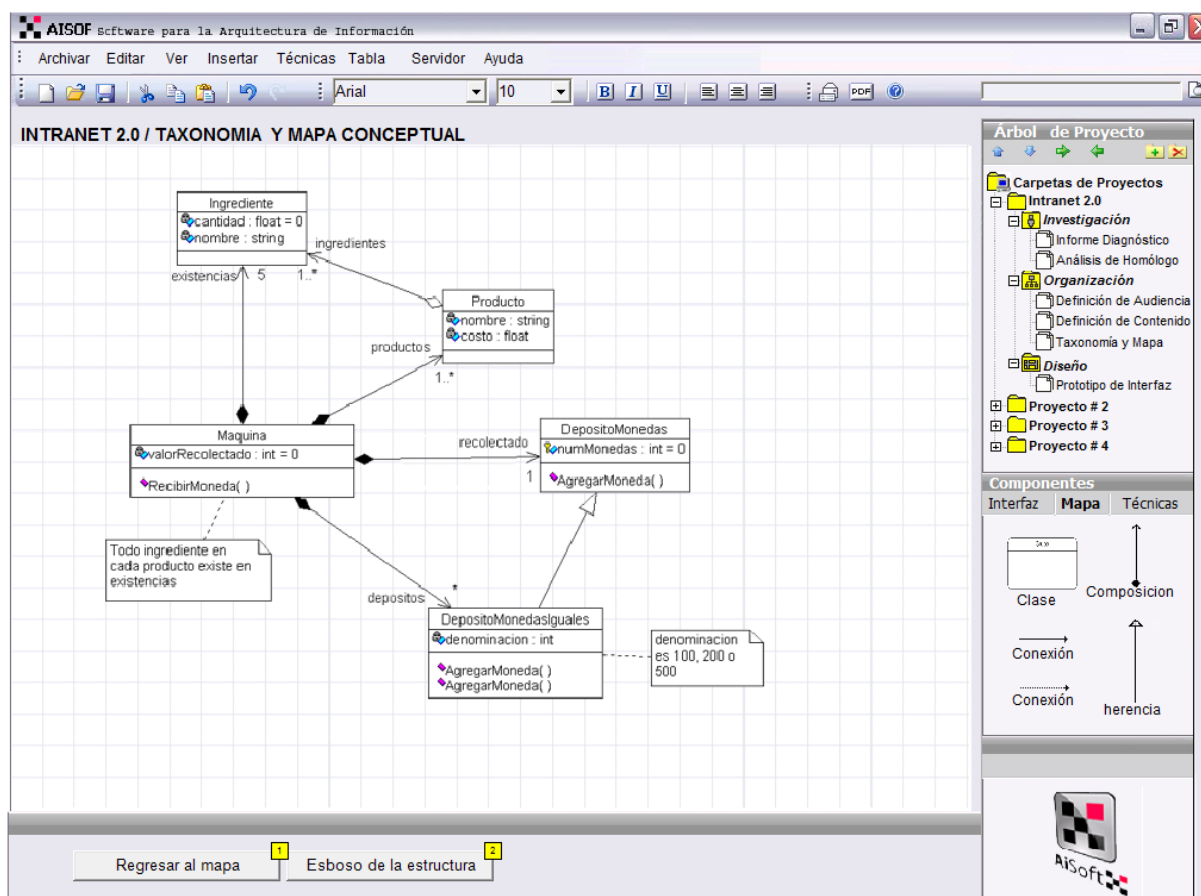 AISOF Scftware para la Arquitectura de Información
Archivar Editar Ver Insertar Técnicas Tabla Servidor Ayuda
Arial 10 B I U PDF ?
INTRANET 2.0 / TAXONOMIA Y MAPA CONCEPTUAL
Ingrediente
cantidad : float = 0
nombre : string
ingredientes
existencias 5 1..*
Producto
nombre : string
costo : float
productos
1..*
Maquina
valorRecolectado : int = 0
RecibirMoneda( )
recolectado
1
DepositoMonedas
numMonedas : int = 0
AgregarMoneda( )
Todo ingrediente en
cada producto existe en
existencias
depositos *
DepositoMonedasIguales
denominacion : int
AgregarMoneda( )
AgregarMoneda( )
denominacion
es 100, 200 o
500
Árbol de Proyecto
Carpetas de Proyectos
Intranet 2.0
Investigación
Informe Diagnóstico
Análisis de Homólogo
Organización
Definición de Audiencia
Definición de Contenido
Taxonomía y Mapa
Diseño
Prototipo de Interfaz
Proyecto # 2
Proyecto # 3
Proyecto # 4
Componentes
Interfaz Mapa Técnicas
Clase
Composicion
Conexión
Conexión
herencia
Regresar al mapa 1
Esboso de la estructura 2
AiSoft